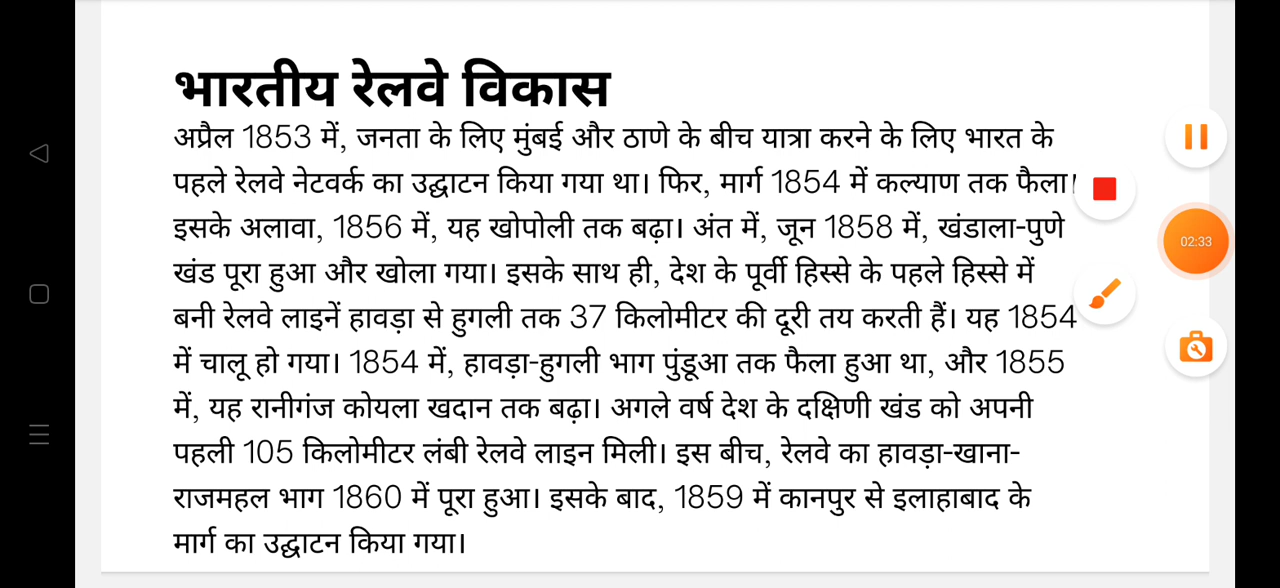 भारतीय रेलवे विकास
अप्रैल 1853 में, जनता के लिए मुंबई और ठाणे के बीच यात्रा करने के लिए भारत के
पहले रेलवे नेटवर्क का उद्घाटन किया गया था। फिर, मार्ग 1854 में कल्याण तक फैला।
इसके अलावा, 1856 में, यह खोपोली तक बढ़ा। अंत में, जून 1858 में, खंडाला-पुणे
खंड पूरा हुआ और खोला गया। इसके साथ ही, देश के पूर्वी हिस्से के पहले हिस्से में
बनी रेलवे लाइनें हावड़ा से हुगली तक 37 किलोमीटर की दूरी तय करती हैं। यह 1854
में चालू हो गया। 1854 में, हावड़ा-हुगली भाग पुंडूआ तक फैला हुआ था, और 1855
में, यह रानीगंज कोयला खदान तक बढ़ा। अगले वर्ष देश के दक्षिणी खंड को अपनी
पहली 105 किलोमीटर लंबी रेलवे लाइन मिली। इस बीच, रेलवे का हावड़ा-खाना-
राजमहल भाग 1860 में पूरा हुआ। इसके बाद, 1859 में कानपुर से इलाहाबाद के
मार्ग का उद्घाटन किया गया।
02:33